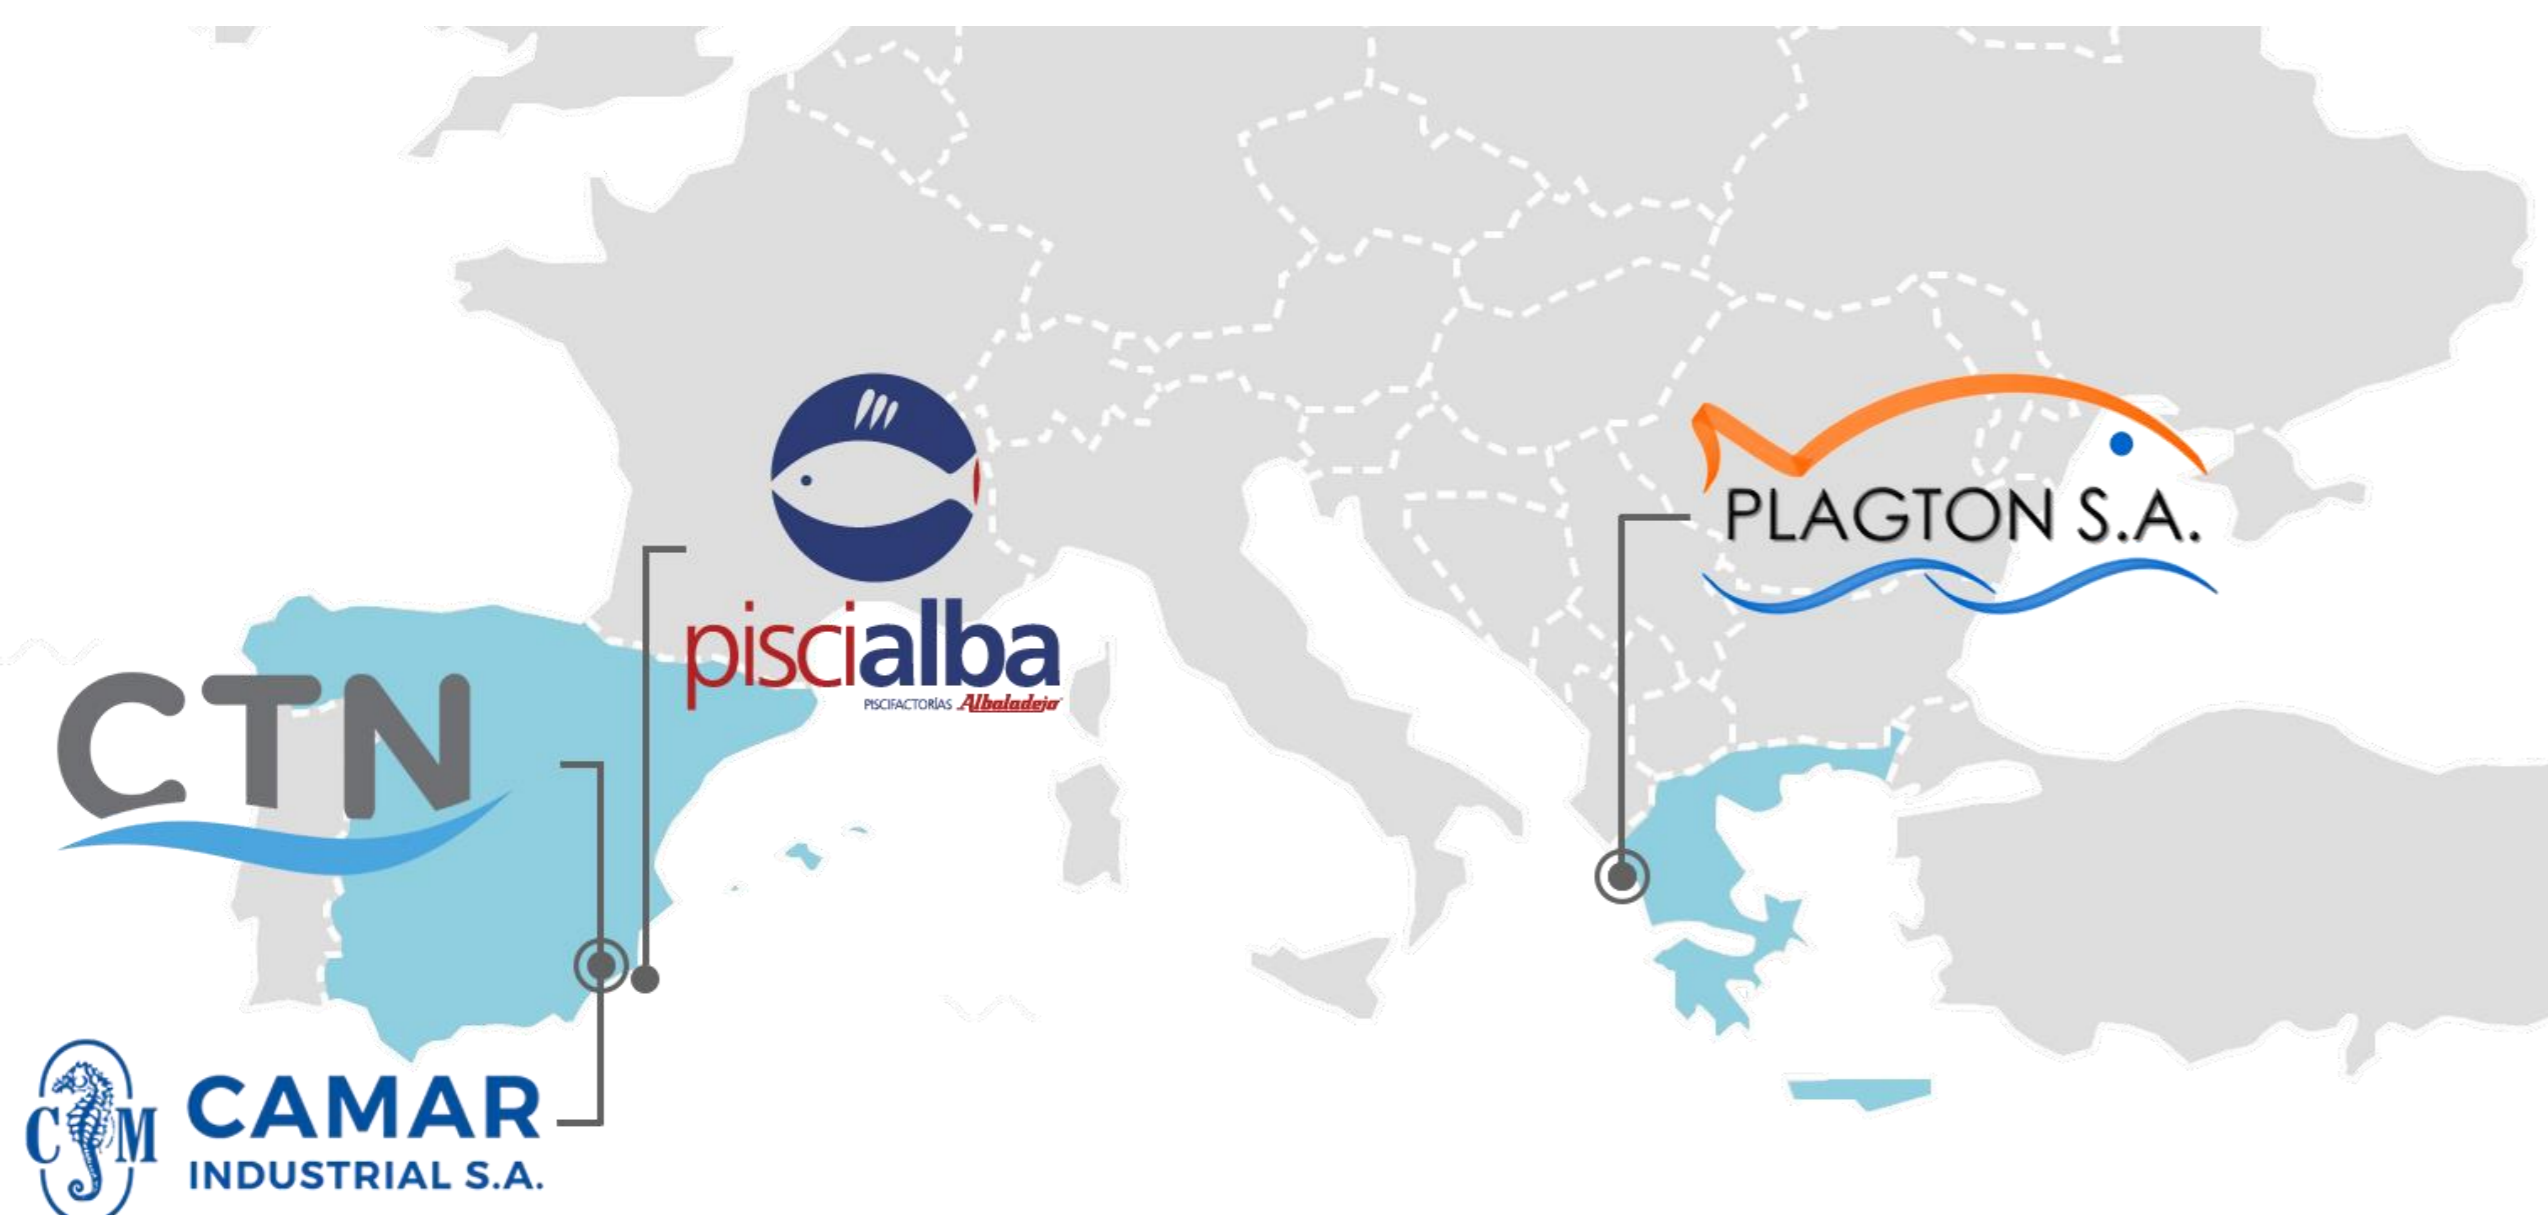 piscialba
PISCIFACTORÍAS Albaladejo
PLAGTON S.A.
CTN
C M
CAMAR
INDUSTRIAL S.A.